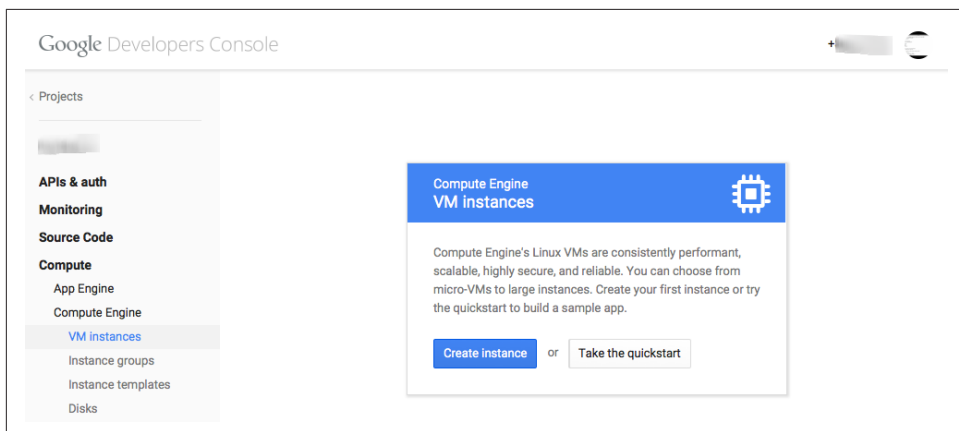 Google Developers Console
+
< Projects
APIs & auth
Monitoring
Source Code
Compute
App Engine
Compute Engine
VM instances
Instance groups
Instance templates
Disks
Compute Engine
VM instances
Compute Engine's Linux VMs are consistently performant,
scalable, highly secure, and reliable. You can choose from
micro-VMs to large instances. Create your first instance or try
the quickstart to build a sample app.
Create instance or Take the quickstart